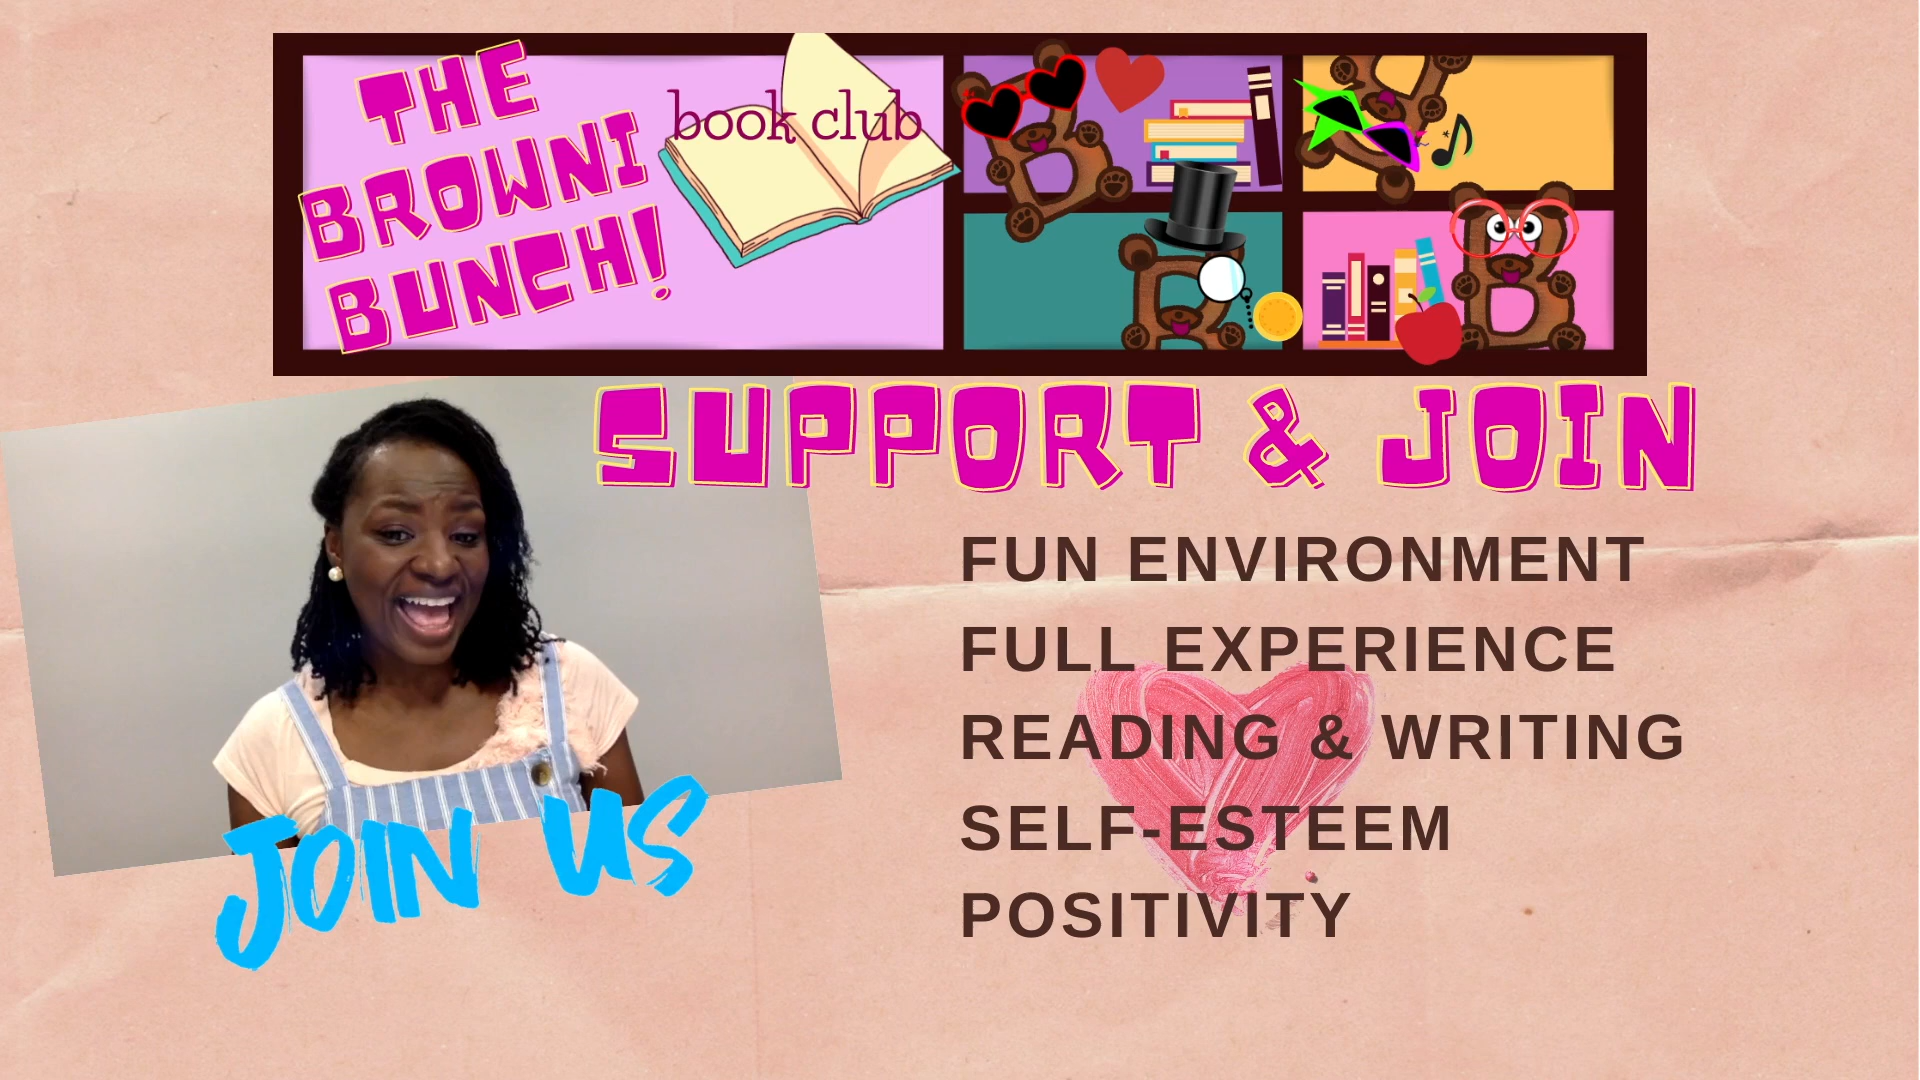 THE
BROWNI
BUNCH!
book club
SUPPORT & JOIN
FUN ENVIRONMENT
FULL EXPERIENCE
READING & WRITING
SELF-ESTEEM
POSITIVITY
JOIN US